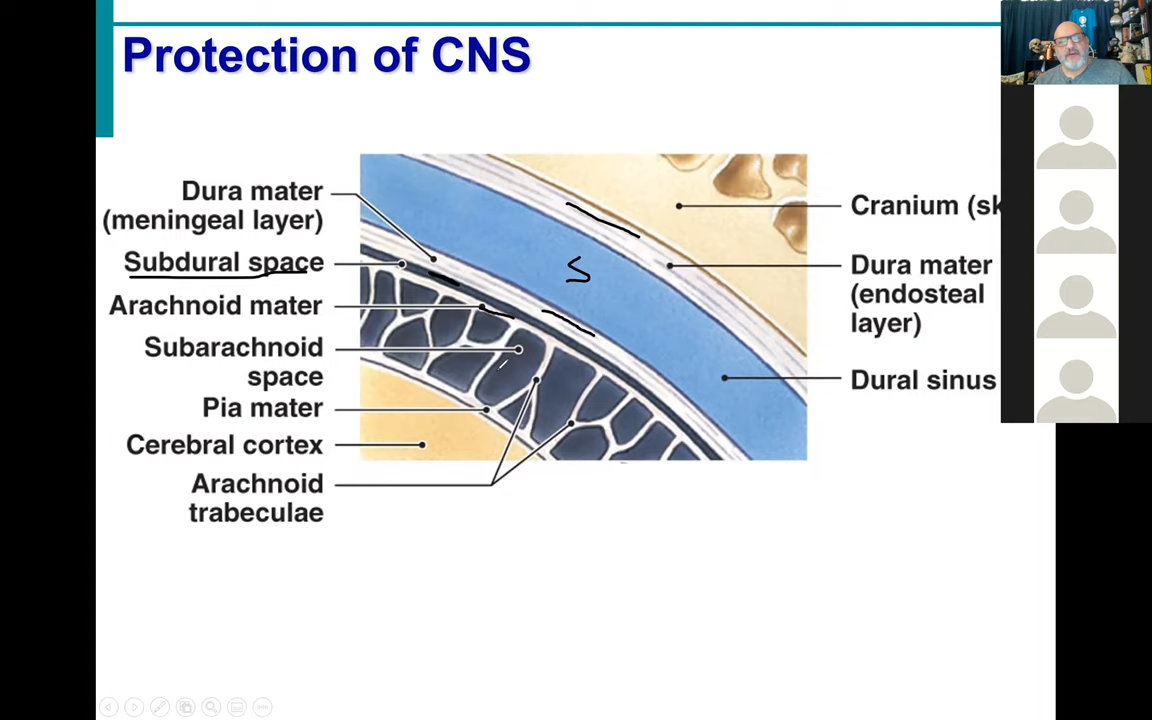 Protection of CNS
Dura mater
(meningeal layer)
Subdural space
Arachnoid mater
Subarachnoid
space
Pia mater
Cerebral cortex
Arachnoid
trabeculae
Cranium (sk
Dura mater
(endosteal
layer)
Dural sinus
S